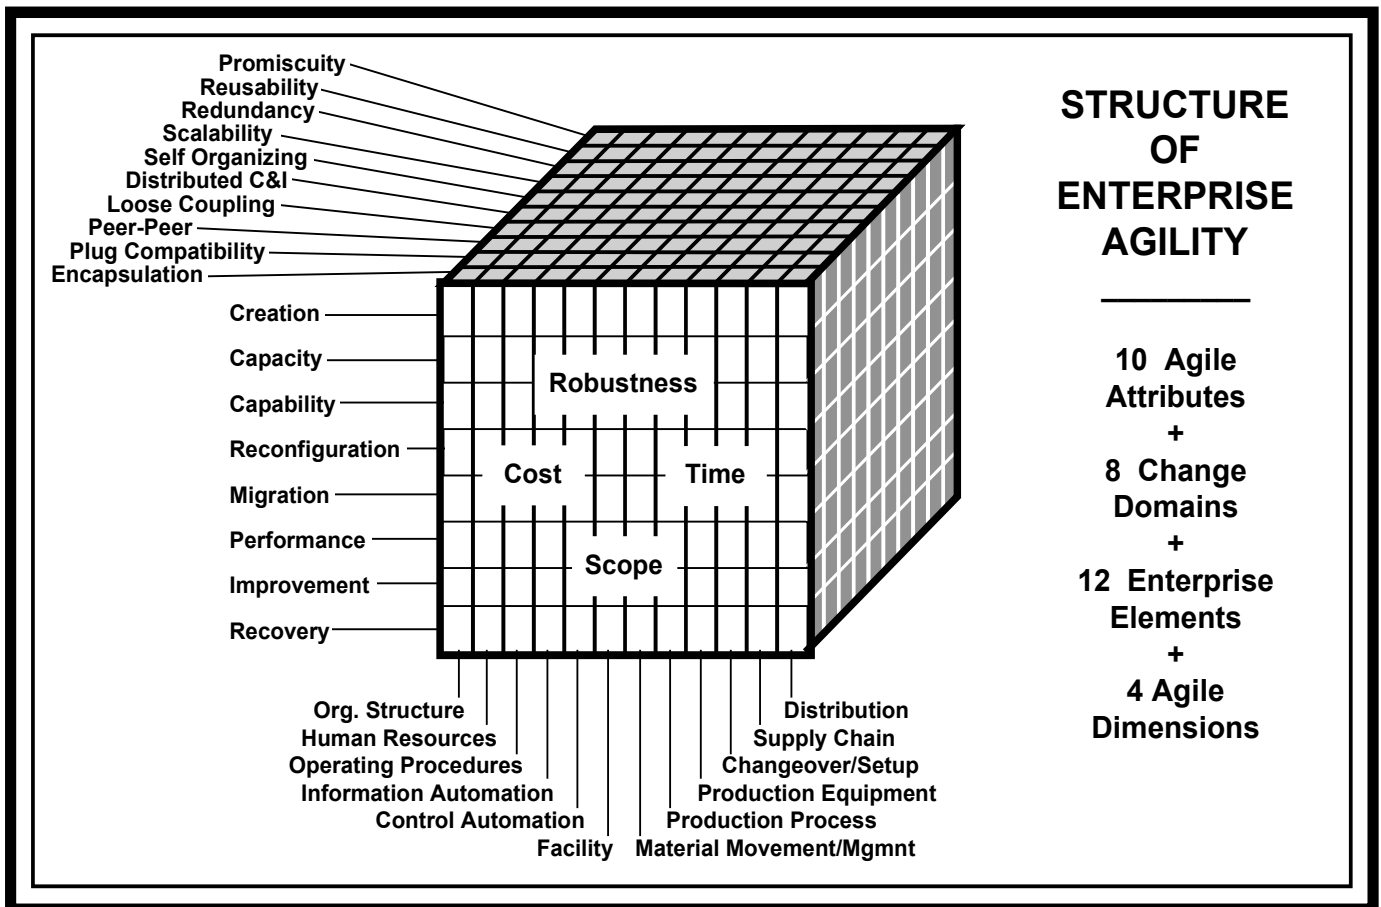 Promiscuity
Reusability
Redundancy
Scalability
Self Organizing
Distributed C&I
Loose Coupling
Peer-Peer
Plug Compatibility
Encapsulation
Creation
Capacity
Capability
Reconfiguration
Migration
Performance
Improvement
Recovery
Robustness
Cost
Time
Scope
Org. Structure
Human Resources
Operating Procedures
Information Automation
Control Automation
Facility
Distribution
Supply Chain
Changeover/Setup
Production Equipment
Production Process
Material Movement/Mgmnt
STRUCTURE
OF
ENTERPRISE
AGILITY
10 Agile
Attributes
+
8 Change
Domains
+
12 Enterprise
Elements
+
4 Agile
Dimensions